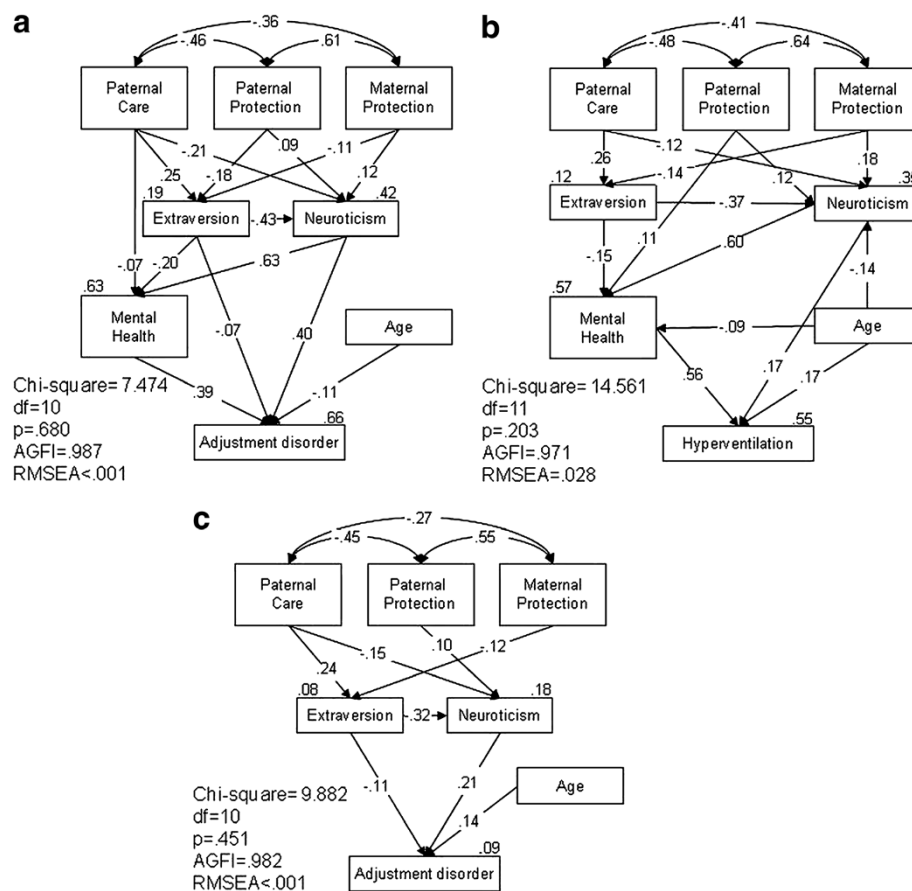 a
-.36
-.46
.61
Paternal
Care
Paternal
Protection
Maternal
Protection
-.21
.09
-.11
.25
-.18
.12
.19
.42
Extraversion
-.43
Neuroticism
-.07
-.20
.63
.63
Mental
Health
-.07
.40
Age
.39
-.11
Chi-square= 7.474
df=10
p=.680
AGFI=.987
RMSEA<.001
.66
Adjustment disorder
b
-.41
-.48
.64
Paternal
Care
Paternal
Protection
Maternal
Protection
-.12
.26
-.14
.12
.18
.12
.39
Extraversion
-.37
Neuroticism
-.15
.11
.60
-.14
.57
Mental
Health
-.09
Age
.56
.17
.17
Chi-square= 14.561
df=11
p=.203
AGFI=.971
RMSEA=.028
.55
Hyperventilation
c
-.27
-.45
.55
Paternal
Care
Paternal
Protection
Maternal
Protection
-.15
.10
-.12
.24
.08
.18
Extraversion
-.32
Neuroticism
-.11
.21
Age
.14
Chi-square= 9.882
df=10
p=.451
AGFI=.982
RMSEA<.001
.09
Adjustment disorder